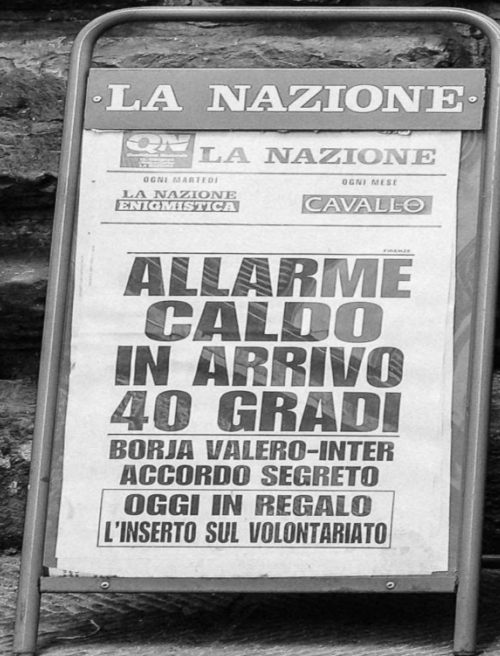 LA NAZIONE
QN
LA NAZIONE
OGNI MARTEDI
OGNI MESE
LA NAZIONE
ENIGMISTICA
CAVALLO
FIRENZE
ALLARME
CALDO
IN ARRIVO
40 GRADI
BORJA VALERO-INTER
ACCORDO SEGRETO
OGGI IN REGALO
L'INSERTO SUL VOLONTARIATO